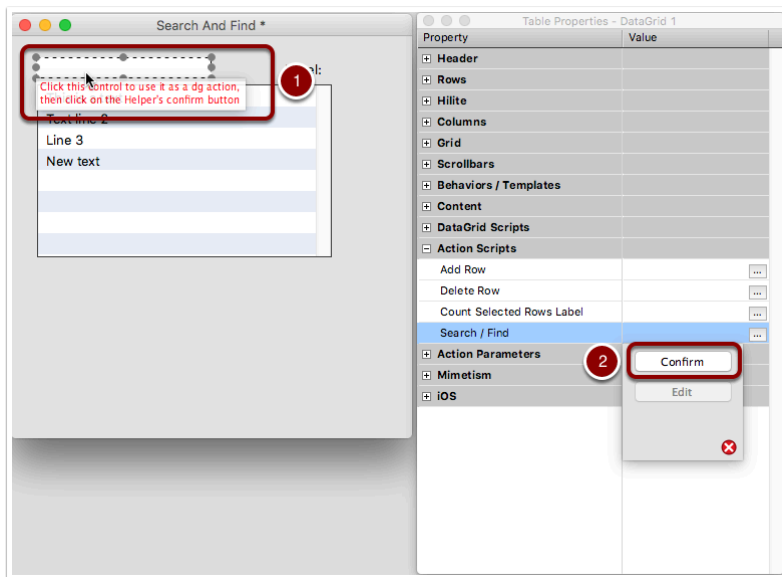 Search And Find *
l:
1
Click this control to use it as a dg action,
then click on the Helper's confirm button
Text line 2
Line 3
New text
Table Properties - DataGrid 1
Property Value
Header
Rows
Hilite
Columns
Grid
Scrollbars
Behaviors / Templates
Content
DataGrid Scripts
Action Scripts
Add Row ...
Delete Row ...
Count Selected Rows Label ...
Search / Find ...
Action Parameters
Mimetism
iOS
2
Confirm
Edit